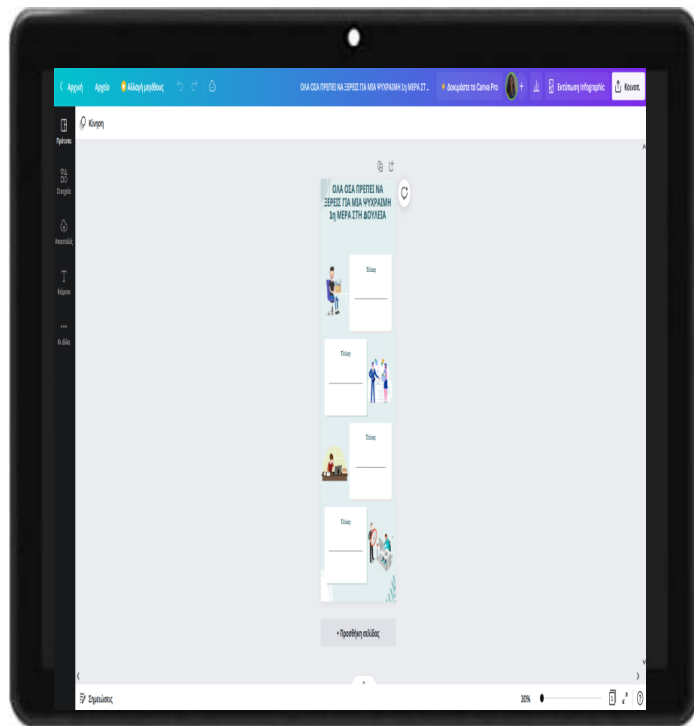 Αρχική Αρχείο Αλλαγή μεγέθους ΟΛΑ ΟΣΑ ΠΡΕΠΕΙ ΝΑ ΞΕΡΕΙΣ ΓΙΑ ΜΙΑ ΨΥΧΡΑΙΜΗ 1η ΜΕΡΑ ΣΤ... Δοκιμάστε το Canva Pro + Εκτύπωση Infographic Κοινοπ.
Κίνηση
Πρότυπα
Στοιχεία
Αποστολές
Κείμενο
Κι άλλα
ΟΛΑ ΟΣΑ ΠΡΕΠΕΙ ΝΑ
ΞΕΡΕΙΣ ΓΙΑ ΜΙΑ ΨΥΧΡΑΙΜΗ
1η ΜΕΡΑ ΣΤΗ ΔΟΥΛΕΙΑ
Τίτλος
Τίτλος
Τίτλος
Τίτλος
+ Προσθήκη σελίδας
Σημειώσεις 30% 1